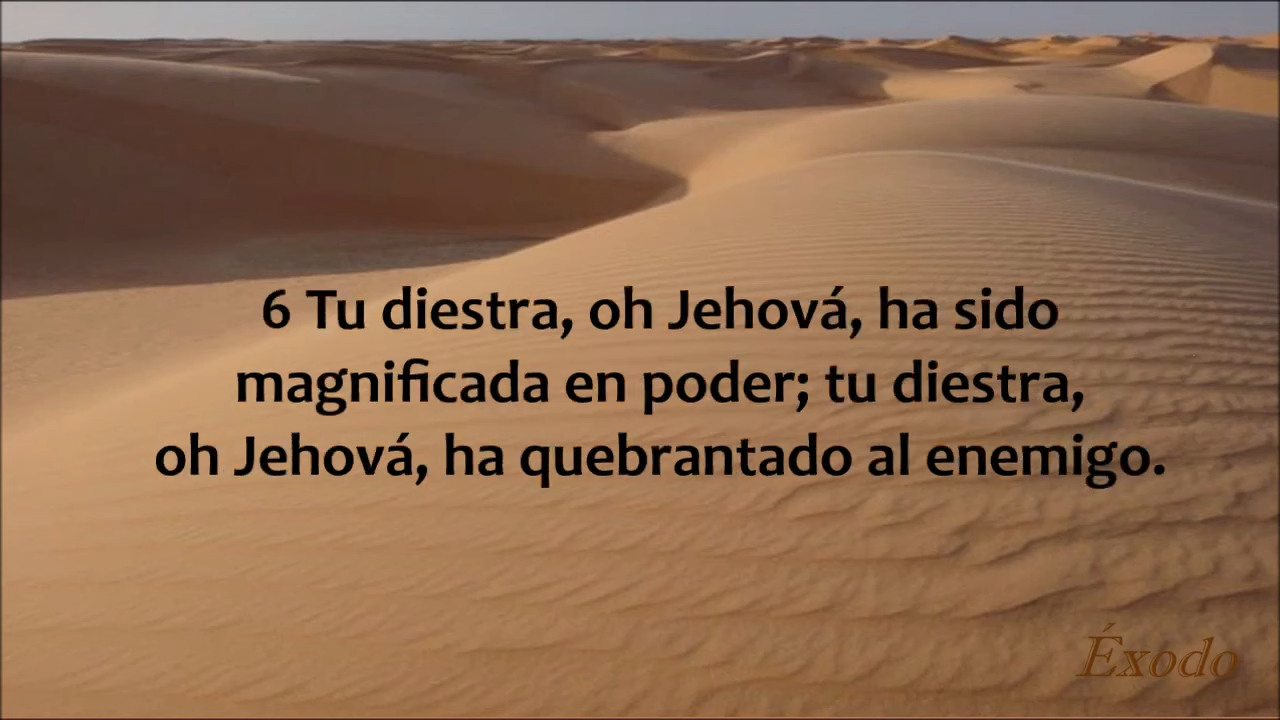 6 Tu diestra, oh Jehová, ha sido
magnificada en poder; tu diestra,
oh Jehová, ha quebrantado al enemigo.
Éxodo